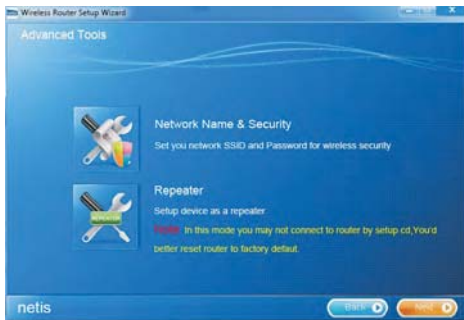 Wireless Router Setup Wizard
Advanced Tools
Network Name & Security
Set you network SSID and Password for wireless security
Repeater
REPEATER
Setup device as a repeater
In this mode you may not connect to router by setup cd,You'd
better reset router to factory defaut.
netis
Back
Next